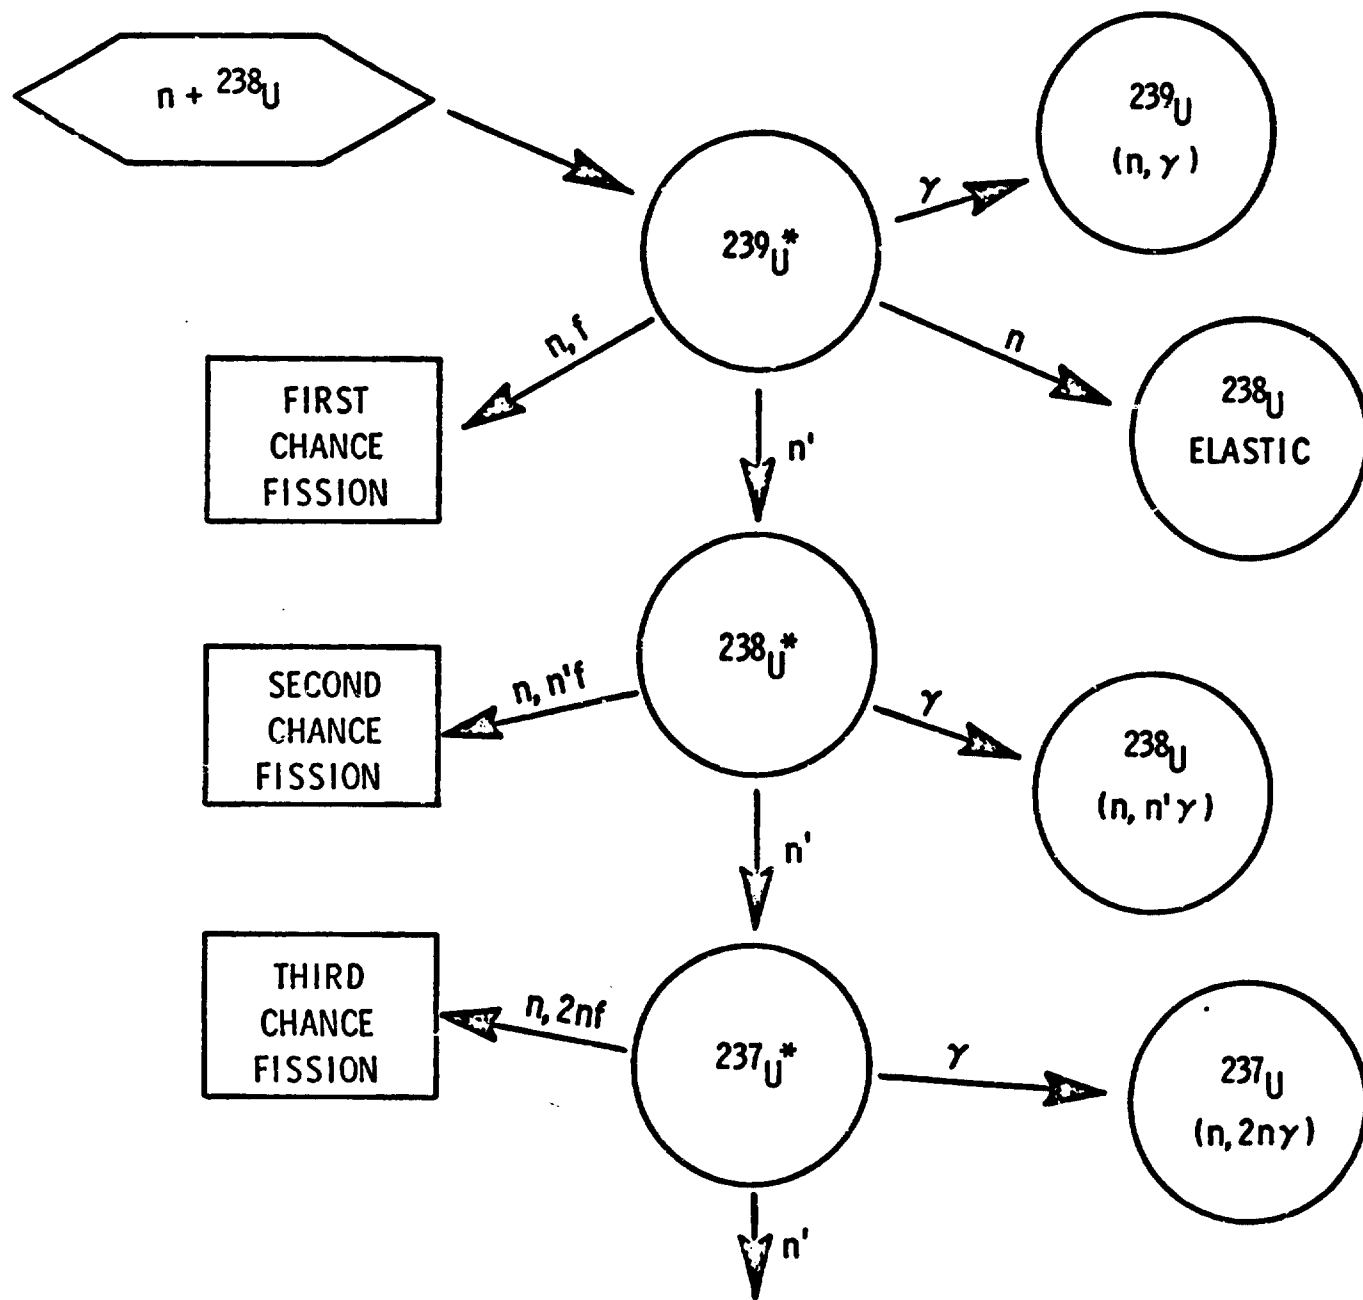 n + ²³⁸U
²³⁹U
(n, γ)
γ
²³⁹U*
n, f
n
FIRST
CHANCE
FISSION
n'
²³⁸U
ELASTIC
²³⁸U*
n, n'f
γ
SECOND
CHANCE
FISSION
²³⁸U
(n, n'γ)
n'
THIRD
CHANCE
FISSION
n, 2nf
²³⁷U*
γ
²³⁷U
(n, 2nγ)
n'